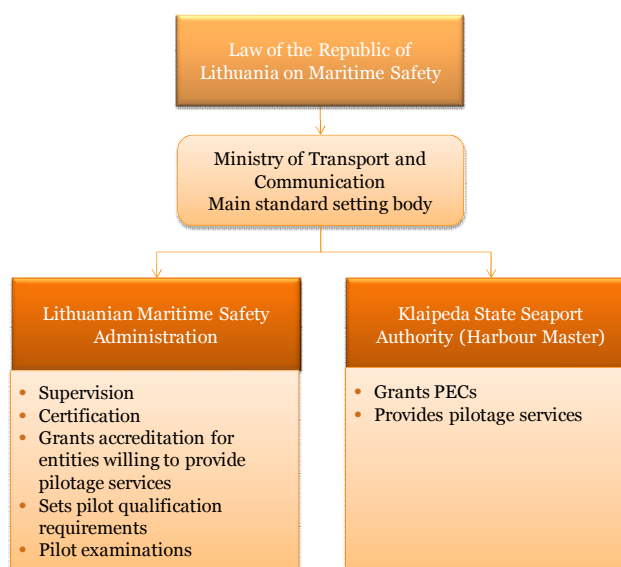 Law of the Republic of
Lithuania on Maritime Safety
Ministry of Transport and
Communication
Main standard setting body
Lithuanian Maritime Safety
Administration
• Supervision
• Certification
• Grants accreditation for
entities willing to provide
pilotage services
• Sets pilot qualification
requirements
• Pilot examinations
Klaipeda State Seaport
Authority (Harbour Master)
• Grants PECs
• Provides pilotage services